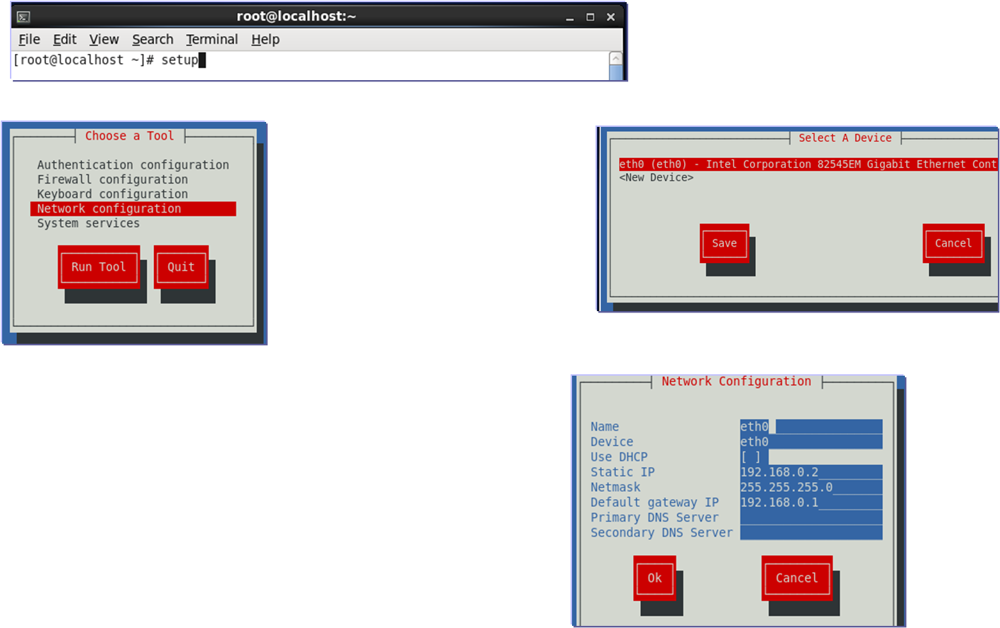 root@localhost:~
File Edit View Search Terminal Help
[root@localhost ~]# setup
Choose a Tool
Authentication configuration
Firewall configuration
Keyboard configuration
Network configuration
System services
Run Tool Quit
Select A Device
eth0 (eth0) - Intel Corporation 82545EM Gigabit Ethernet Cont
<New Device>
Save Cancel
Network Configuration
Name eth0
Device eth0
Use DHCP [ ]
Static IP 192.168.0.2
Netmask 255.255.255.0
Default gateway IP 192.168.0.1
Primary DNS Server
Secondary DNS Server
Ok Cancel